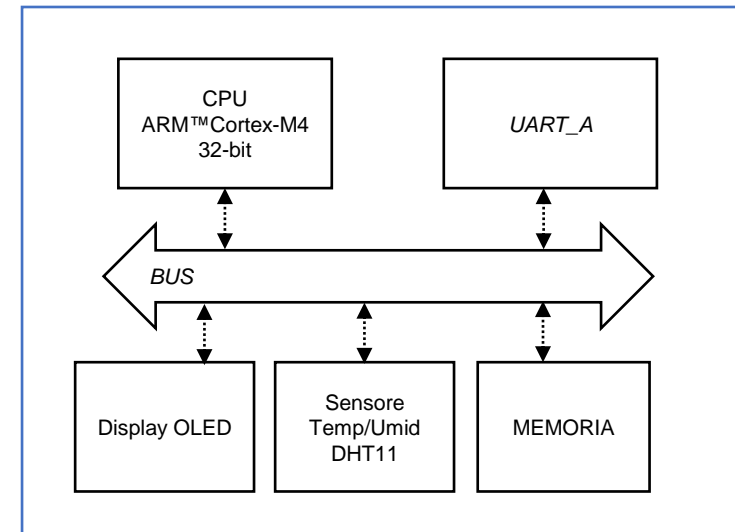 CPU
ARM™Cortex-M4
32-bit
UART_A
BUS
Display OLED
Sensore
Temp/Umid
DHT11
MEMORIA